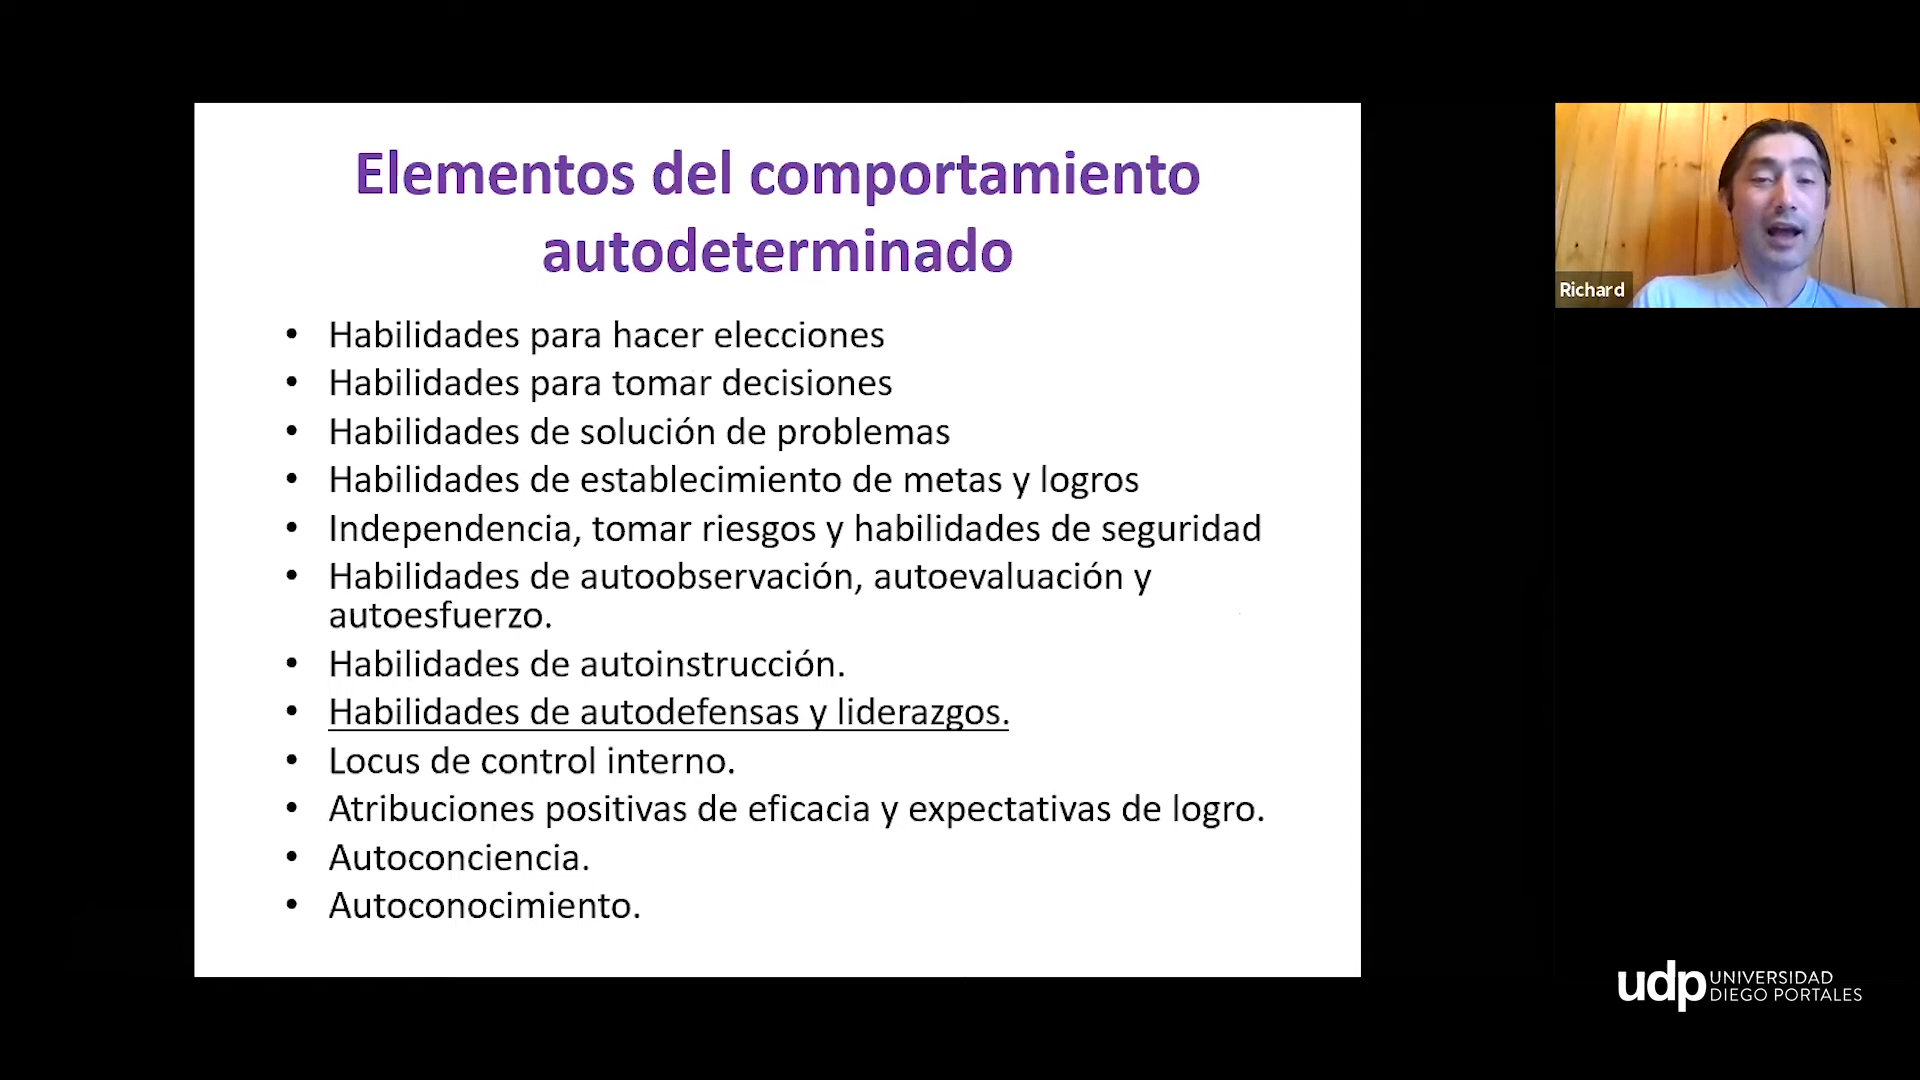 Elementos del comportamiento
autodeterminado
• Habilidades para hacer elecciones
• Habilidades para tomar decisiones
• Habilidades de solución de problemas
• Habilidades de establecimiento de metas y logros
• Independencia, tomar riesgos y habilidades de seguridad
• Habilidades de autoobservación, autoevaluación y
autoesfuerzo.
• Habilidades de autoinstrucción.
• Habilidades de autodefensas y liderazgos.
• Locus de control interno.
• Atribuciones positivas de eficacia y expectativas de logro.
• Autoconciencia.
• Autoconocimiento.
Richard
udp UNIVERSIDAD
DIEGO PORTALES